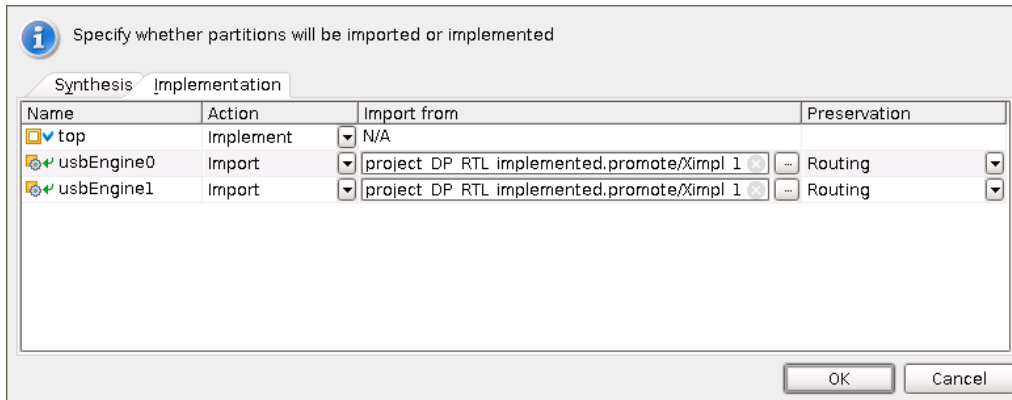 Specify whether partitions will be imported or implemented
Synthesis Implementation
Name Action Import from Preservation
top Implement N/A
usbEngine0 Import project DP RTL implemented.promote/Ximpl 1 ... Routing
usbEngine1 Import project DP RTL implemented.promote/Ximpl 1 ... Routing
OK Cancel